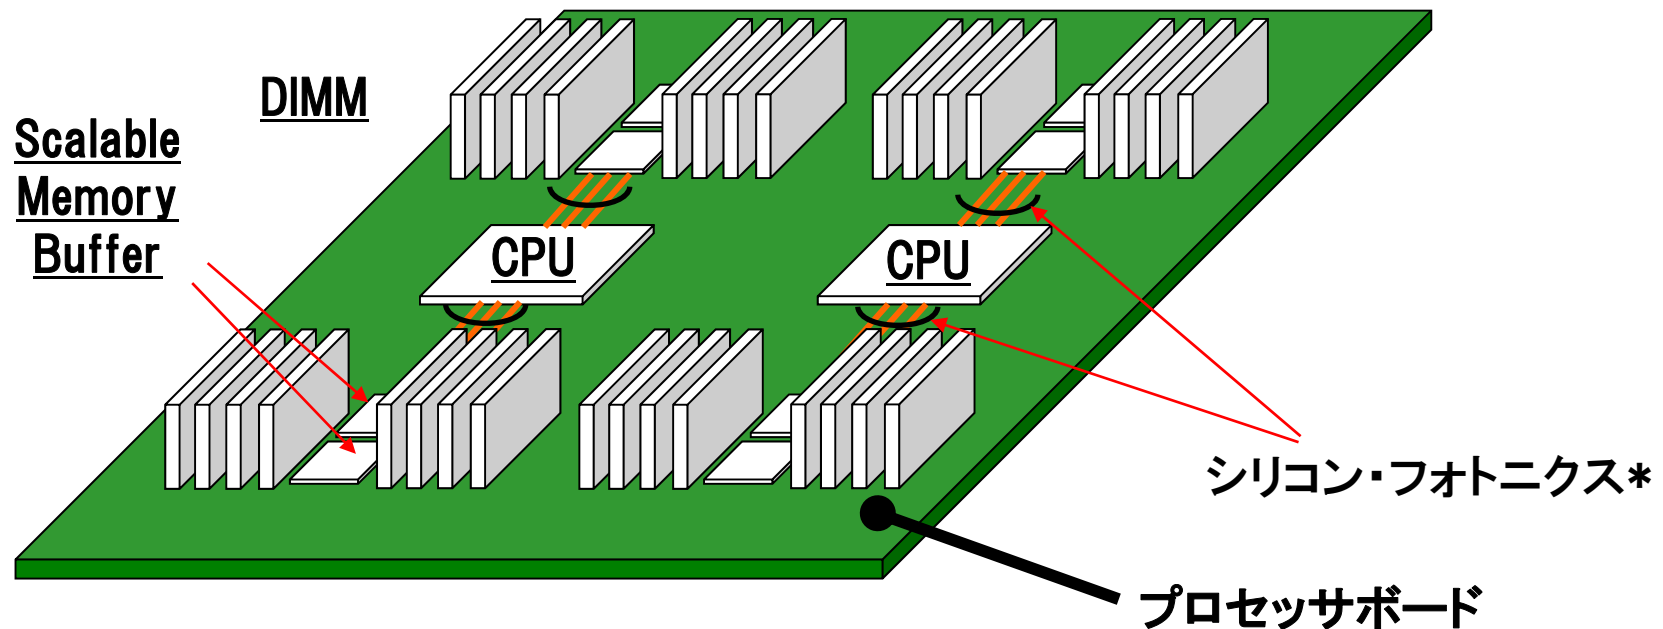 DIMM
Scalable
Memory
Buffer
CPU
CPU
シリコン・フォトニクス*
プロセッサボード